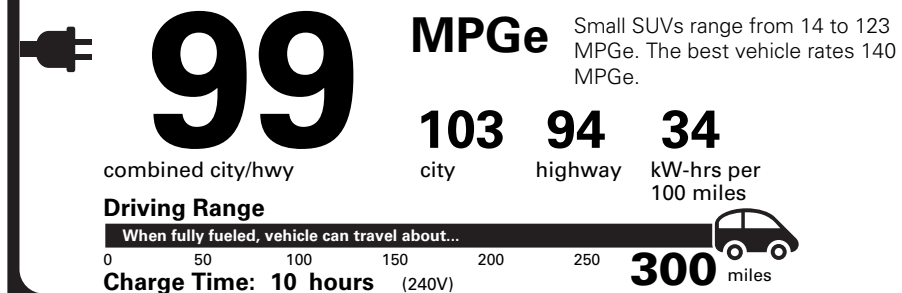 99
MPGe
Small SUVs range from 14 to 123
MPGe. The best vehicle rates 140
MPGe.
103 94 34
combined city/hwy city highway kW-hrs per
100 miles
Driving Range
When fully fueled, vehicle can travel about...
0 50 100 150 200 250 300 miles
Charge Time: 10 hours (240V)